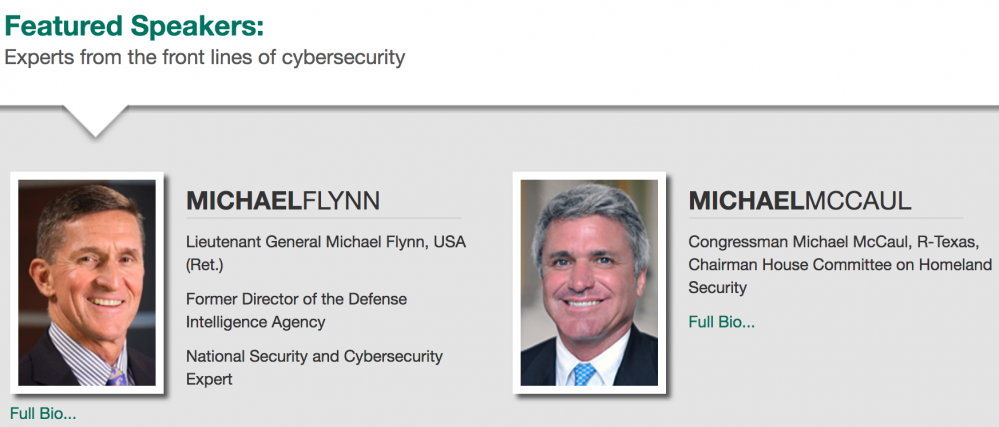 Featured Speakers:
Experts from the front lines of cybersecurity
MICHAELFLYNN
Lieutenant General Michael Flynn, USA
(Ret.)
Former Director of the Defense
Intelligence Agency
National Security and Cybersecurity
Expert
Full Bio...
MICHAELMCCAUL
Congressman Michael McCaul, R-Texas,
Chairman House Committee on Homeland
Security
Full Bio...